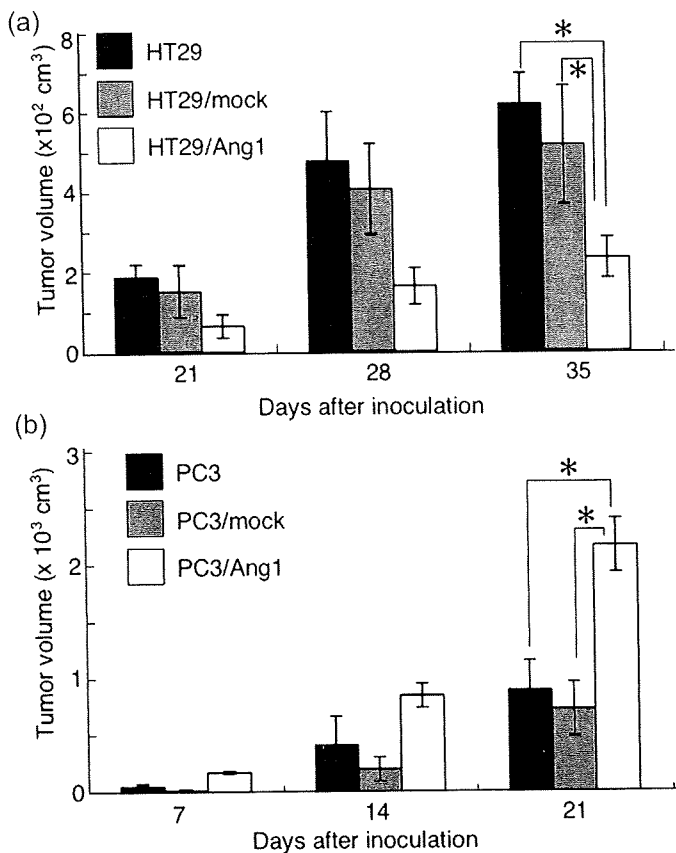 (a)
8
6
4
2
0
Tumor volume (x10² cm³)
HT29
HT29/mock
HT29/Ang1
*
*
21 28 35
Days after inoculation
(b)
3
2
1
0
Tumor volume (x 10³ cm³)
PC3
PC3/mock
PC3/Ang1
*
*
7 14 21
Days after inoculation